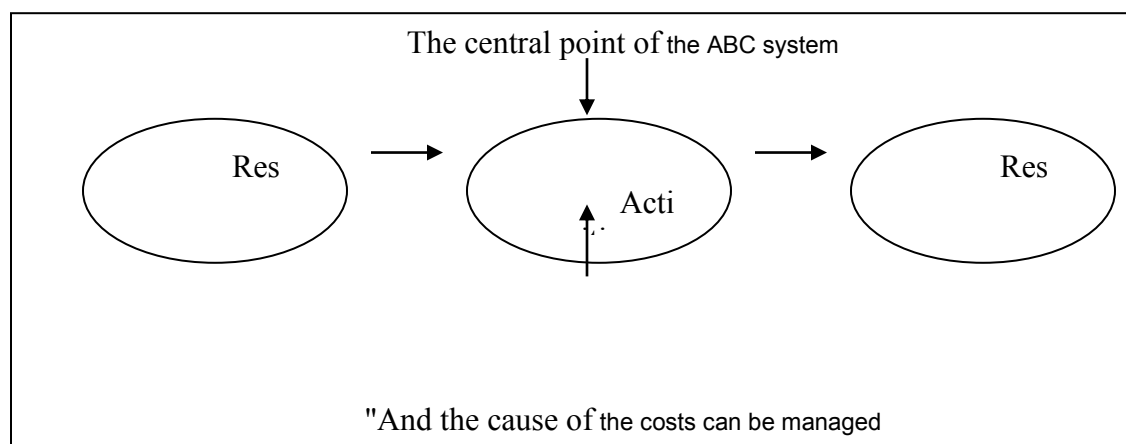 The central point of the ABC system
Res
Res
Acti
"And the cause of the costs can be managed